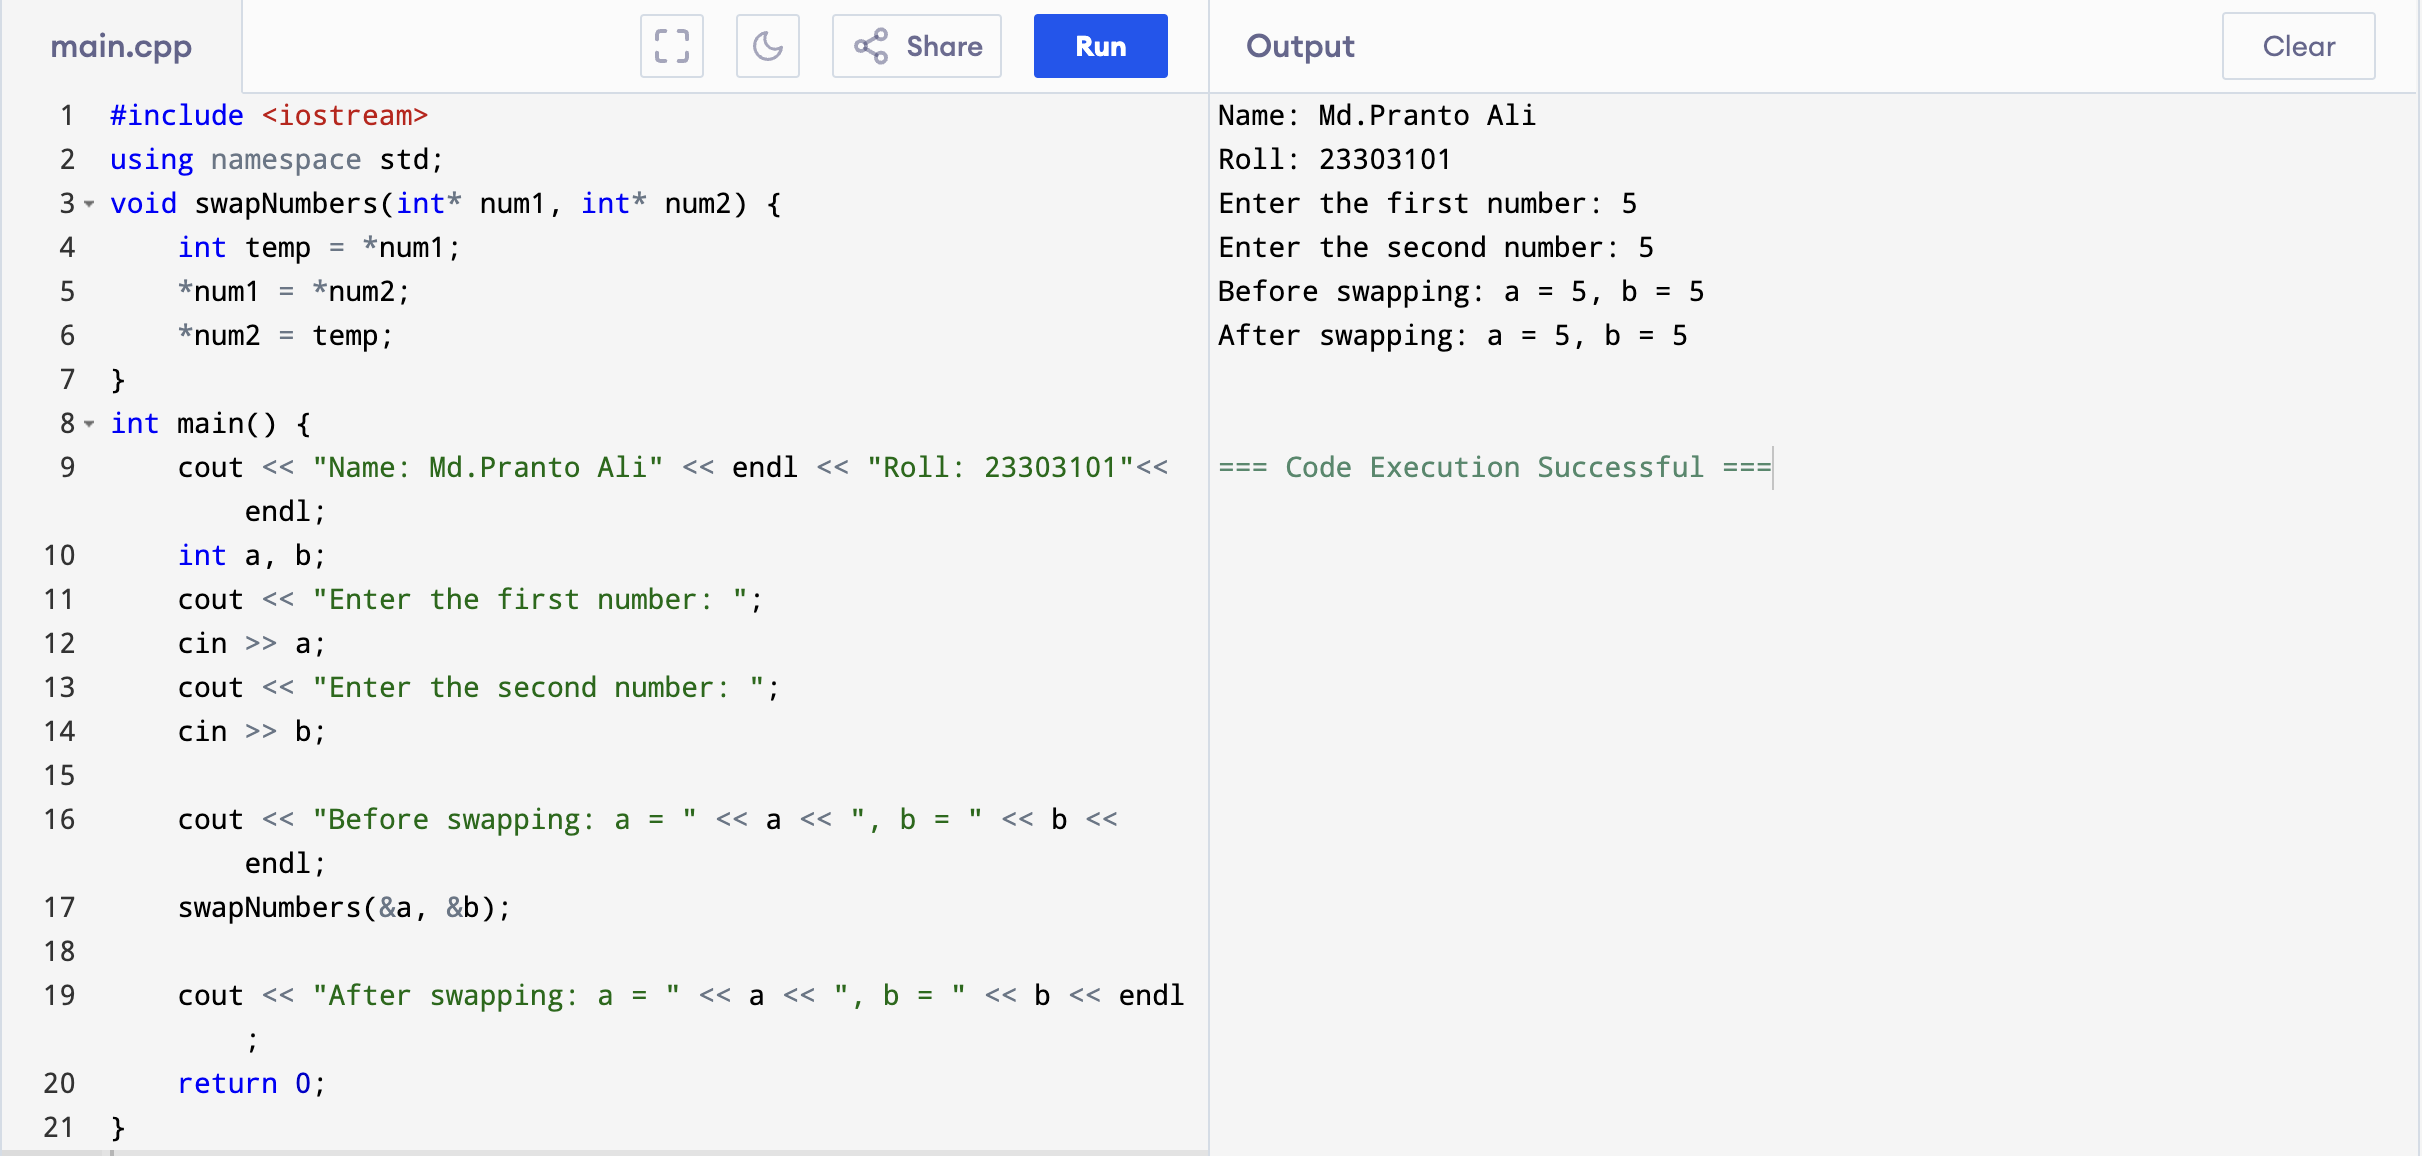 main.cpp
Share
Run
Output
Clear
1 #include <iostream>
2 using namespace std;
3 void swapNumbers(int* num1, int* num2) {
4     int temp = *num1;
5     *num1 = *num2;
6     *num2 = temp;
7 }
8 int main() {
9     cout << "Name: Md.Pranto Ali" << endl << "Roll: 23303101"<<
        endl;
10     int a, b;
11     cout << "Enter the first number: ";
12     cin >> a;
13     cout << "Enter the second number: ";
14     cin >> b;
15
16     cout << "Before swapping: a = " << a << ", b = " << b <<
        endl;
17     swapNumbers(&a, &b);
18
19     cout << "After swapping: a = " << a << ", b = " << b << endl
        ;
20     return 0;
21 }
Name: Md.Pranto Ali
Roll: 23303101
Enter the first number: 5
Enter the second number: 5
Before swapping: a = 5, b = 5
After swapping: a = 5, b = 5
=== Code Execution Successful ===